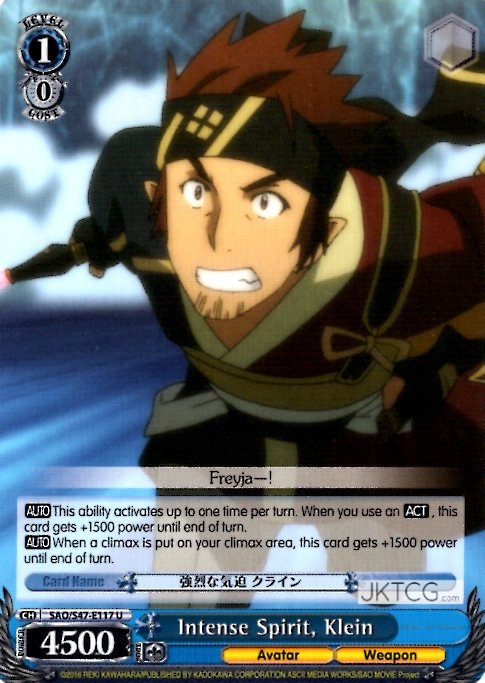 LEVEL
1
0
COST
Freyja—!
AUTO This ability activates up to one time per turn. When you use an ACT, this
card gets +1500 power until end of turn.
AUTO When a climax is put on your climax area, this card gets +1500 power
until end of turn.
Card Name 強烈な気迫 クライン
JKTCG.com
CH SAO/S47-E117 U
POWER 4500 SOUL
Intense Spirit, Klein
Avatar Weapon
©2016 REKI KAWAHARA/PUBLISHED BY KADOKAWA CORPORATION ASCII MEDIA WORKS/SAO MOVIE Project